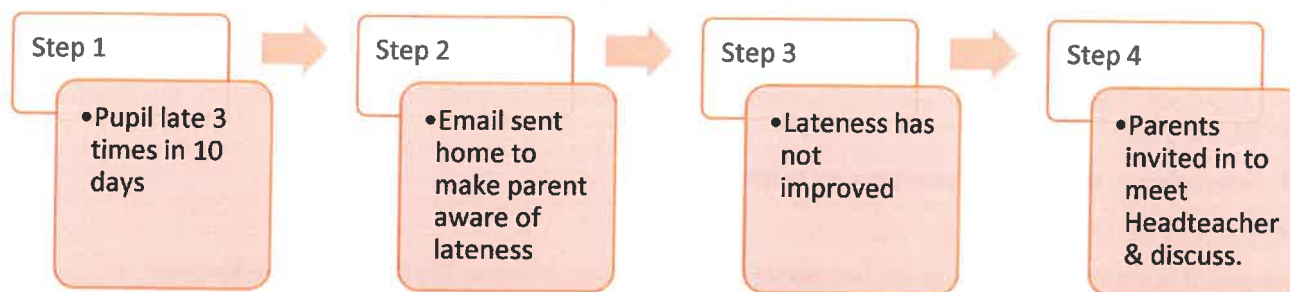 Step 1
•Pupil late 3
times in 10
days
Step 2
•Email sent
home to
make parent
aware of
lateness
Step 3
•Lateness has
not
improved
Step 4
•Parents
invited in to
meet
Headteacher
& discuss.